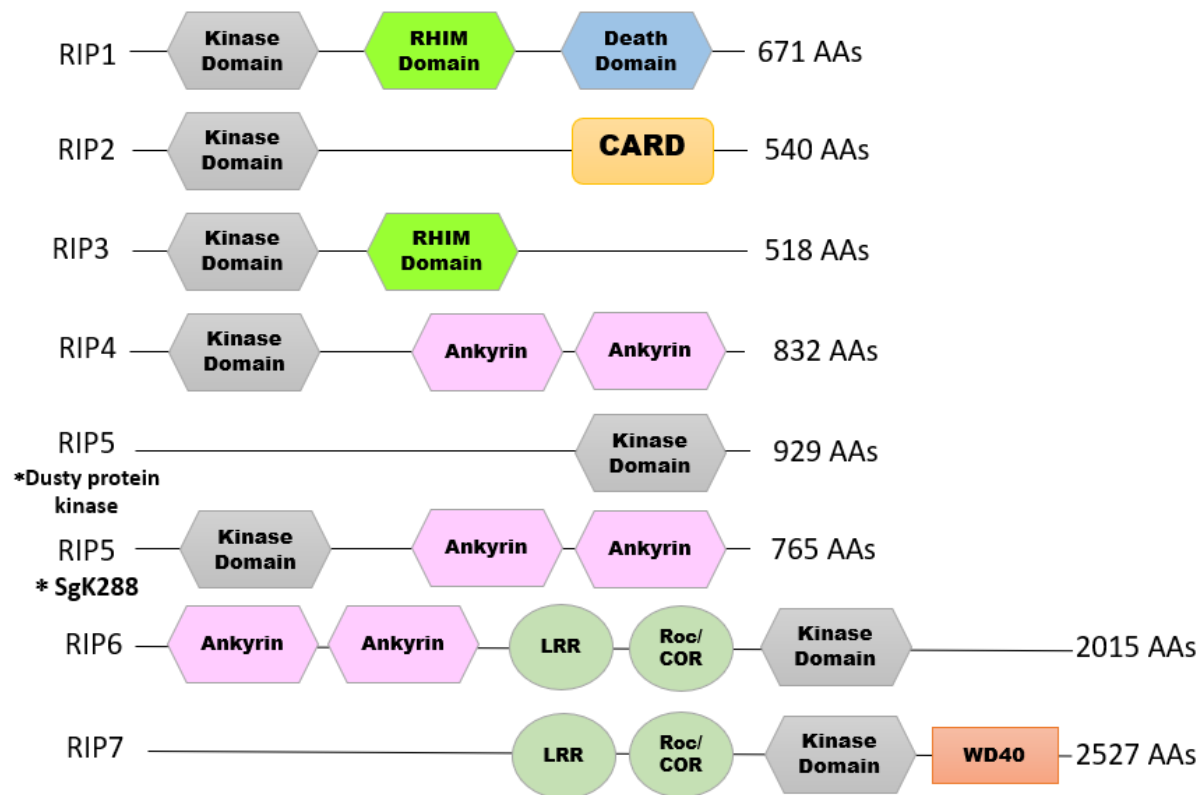 RIP1 Kinase Domain RHIM Domain Death Domain 671 AAs
RIP2 Kinase Domain CARD 540 AAs
RIP3 Kinase Domain RHIM Domain 518 AAs
RIP4 Kinase Domain Ankyrin Ankyrin 832 AAs
RIP5 Kinase Domain 929 AAs
*Dusty protein
kinase
RIP5 Kinase Domain Ankyrin Ankyrin 765 AAs
* SgK288
RIP6 Ankyrin Ankyrin LRR Roc/ COR Kinase Domain 2015 AAs
RIP7 LRR Roc/ COR Kinase Domain WD40 2527 AAs